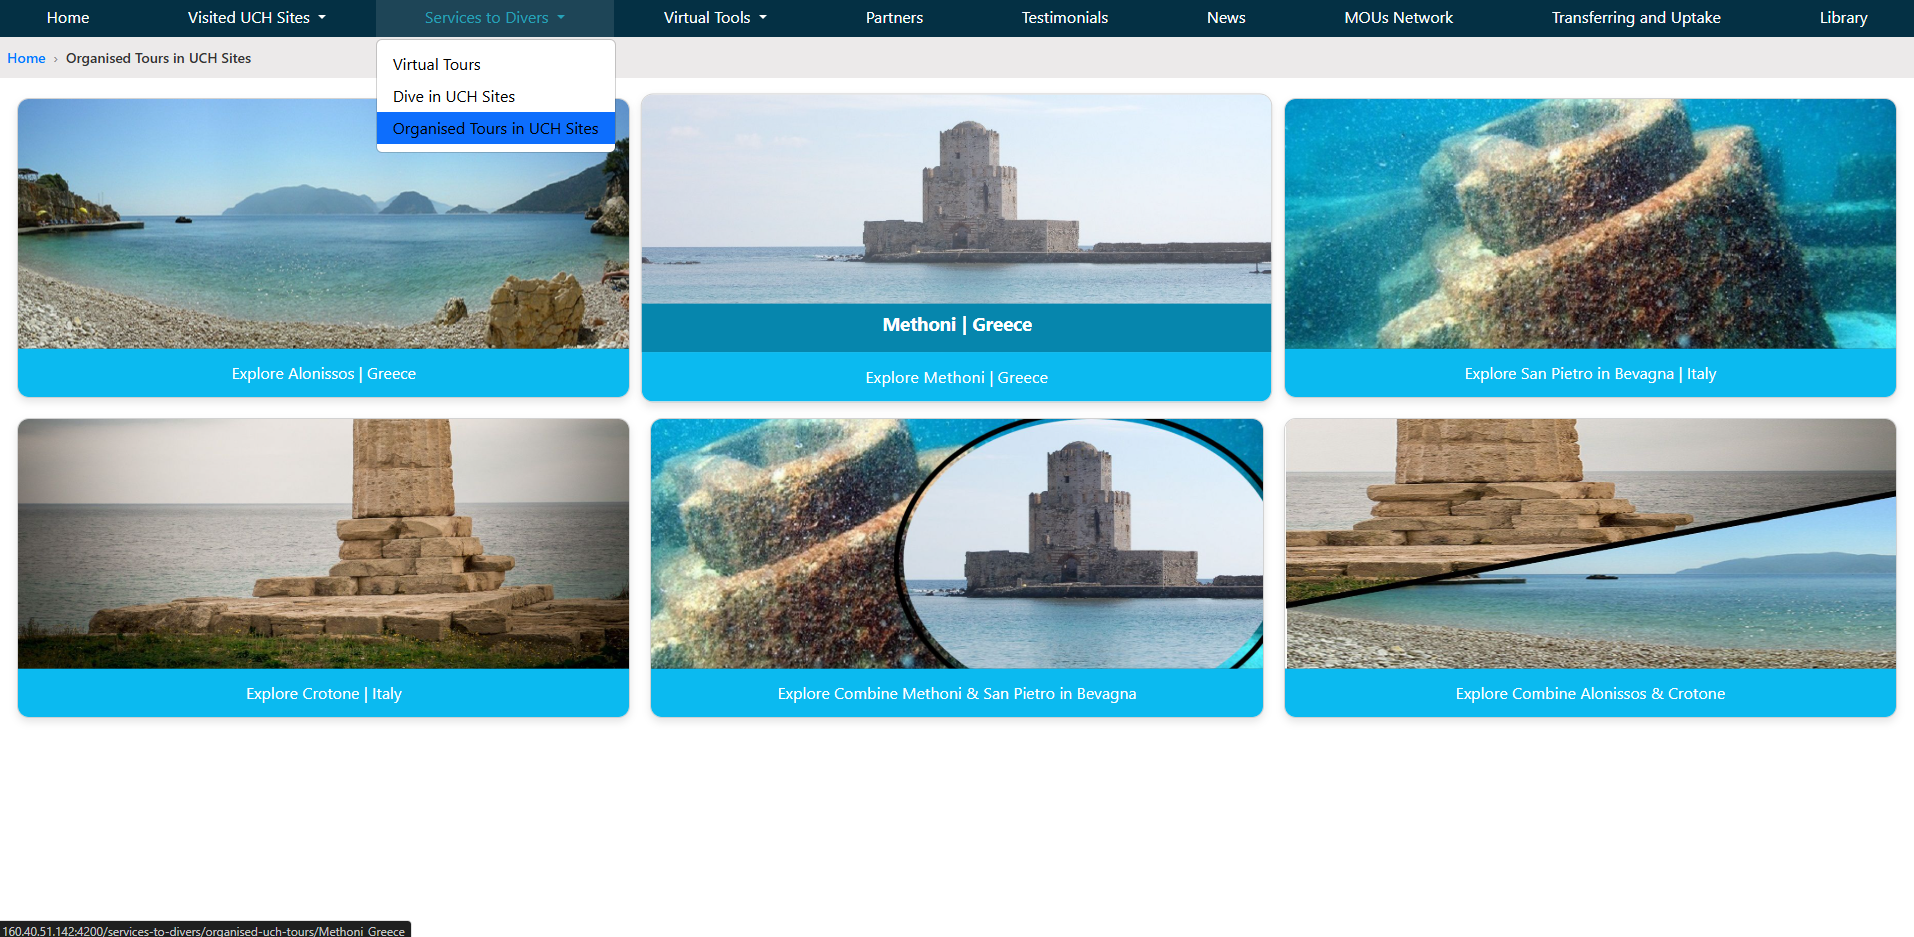 Home Visited UCH Sites Services to Divers Virtual Tools Partners Testimonials News MOUs Network Transferring and Uptake Library
Home › Organised Tours in UCH Sites
Virtual Tours
Dive in UCH Sites
Organised Tours in UCH Sites
Methoni | Greece
Explore Alonissos | Greece
Explore Methoni | Greece
Explore San Pietro in Bevagna | Italy
Explore Crotone | Italy
Explore Combine Methoni & San Pietro in Bevagna
Explore Combine Alonissos & Crotone
160.40.51.142:4200/services-to-divers/organised-uch-tours/Methoni_Greece